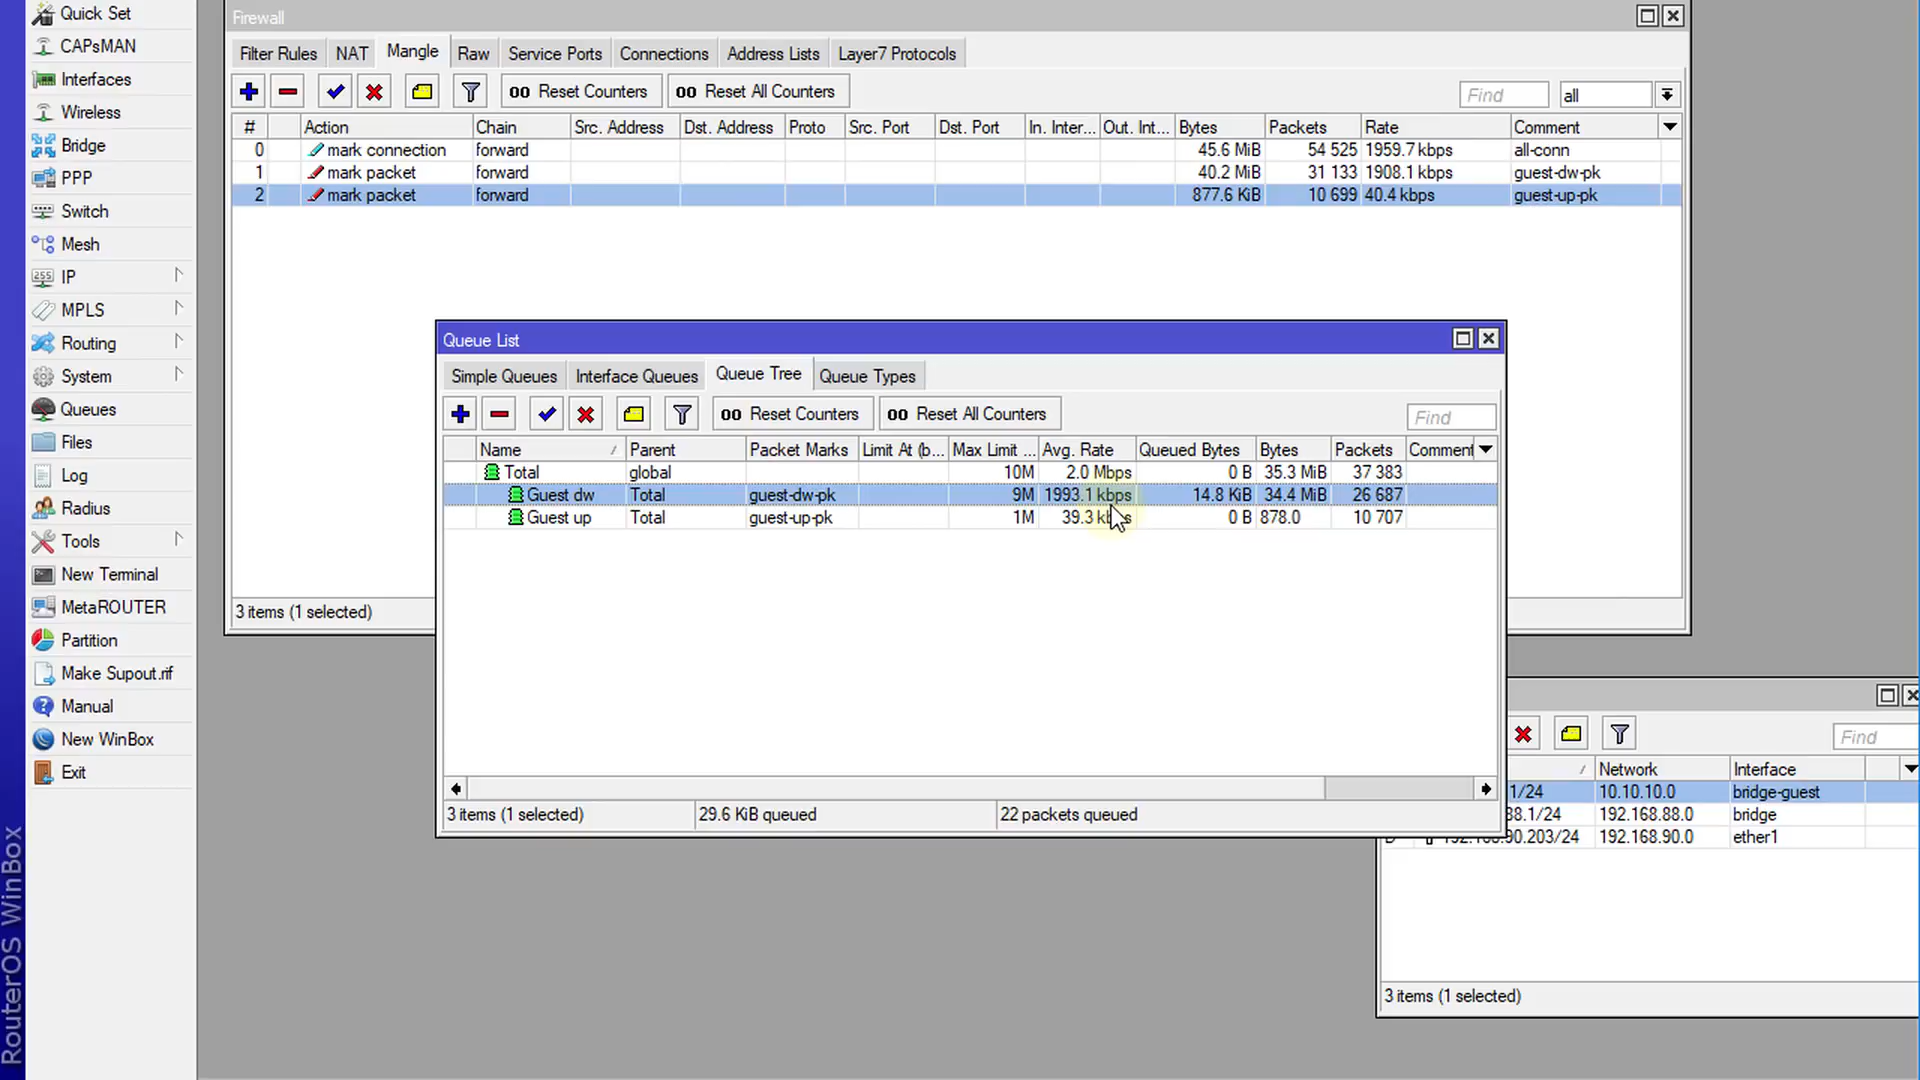 Quick Set
CAPsMAN
Interfaces
Wireless
Bridge
PPP
Switch
Mesh
IP
MPLS
Routing
System
Queues
Files
Log
Radius
Tools
New Terminal
MetaROUTER
Partition
Make Supout.rif
Manual
New WinBox
Exit
RouterOS WinBox
Firewall
Filter Rules NAT Mangle Raw Service Ports Connections Address Lists Layer7 Protocols
Reset Counters Reset All Counters Find all
# Action Chain Src. Address Dst. Address Proto Src. Port Dst. Port In. Inter... Out. Int... Bytes Packets Rate Comment
0 mark connection forward 45.6 MiB 54 525 1959.7 kbps all-conn
1 mark packet forward 40.2 MiB 31 133 1908.1 kbps guest-dw-pk
2 mark packet forward 877.6 KiB 10 699 40.4 kbps guest-up-pk
3 items (1 selected)
Queue List
Simple Queues Interface Queues Queue Tree Queue Types
Reset Counters Reset All Counters Find
Name Parent Packet Marks Limit At (b... Max Limit ... Avg. Rate Queued Bytes Bytes Packets Comment
Total global 10M 2.0 Mbps 0 B 35.3 MiB 37 383
Guest dw Total guest-dw-pk 9M 1993.1 kbps 14.8 KiB 34.4 MiB 26 687
Guest up Total guest-up-pk 1M 39.3 kbps 0 B 878.0 10 707
3 items (1 selected) 29.6 KiB queued 22 packets queued
Find
Network Interface
1/24 10.10.10.0 bridge-guest
88.1/24 192.168.88.0 bridge
90.203/24 192.168.90.0 ether1
3 items (1 selected)